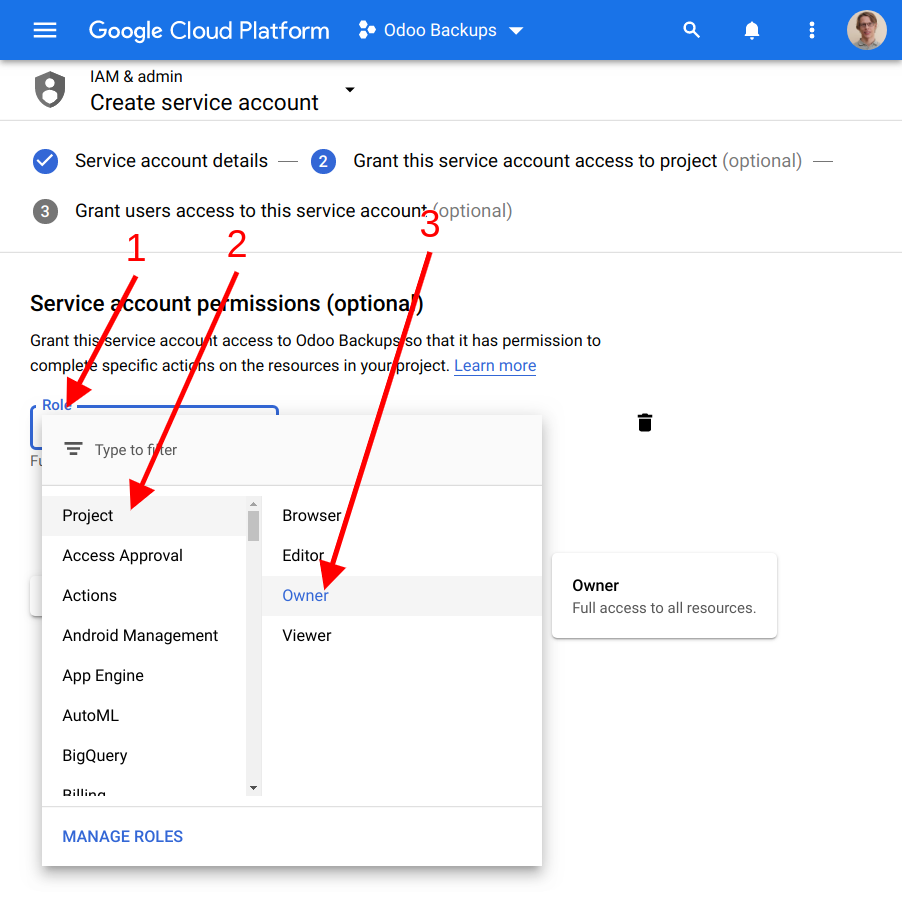 Google Cloud Platform Odoo Backups
IAM & admin
Create service account
Service account details 2 Grant this service account access to project (optional)
3 Grant users access to this service account (optional)
1 2 3
Service account permissions (optional)
Grant this service account access to Odoo Backups so that it has permission to
complete specific actions on the resources in your project. Learn more
Role
Fu
Type to filter
Project
Access Approval
Actions
Android Management
App Engine
AutoML
BigQuery
Billing
Browser
Editor
Owner
Viewer
Owner
Full access to all resources.
MANAGE ROLES